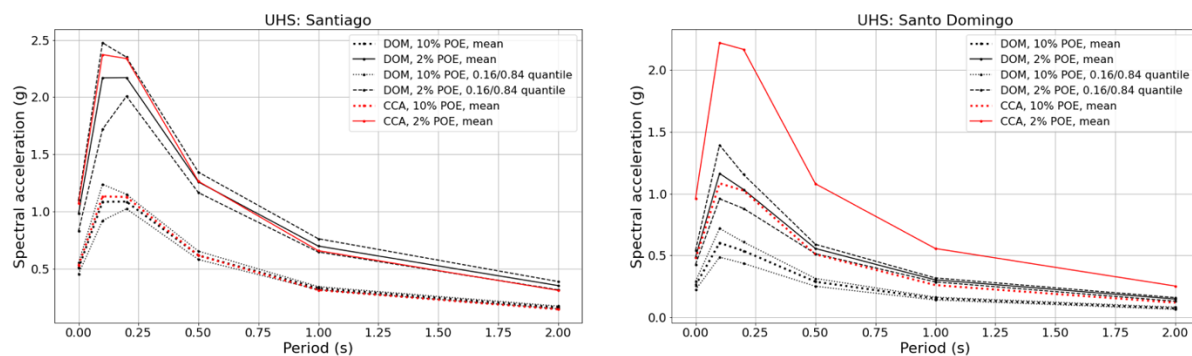 UHS: Santiago
Spectral acceleration (g)
2.5
2.0
1.5
1.0
0.5
DOM, 10% POE, mean
DOM, 2% POE, mean
DOM, 10% POE, 0.16/0.84 quantile
DOM, 2% POE, 0.16/0.84 quantile
CCA, 10% POE, mean
CCA, 2% POE, mean
0.00 0.25 0.50 0.75 1.00 1.25 1.50 1.75 2.00
Period (s)
UHS: Santo Domingo
Spectral acceleration (g)
2.0
1.5
1.0
0.5
0.0
DOM, 10% POE, mean
DOM, 2% POE, mean
DOM, 10% POE, 0.16/0.84 quantile
DOM, 2% POE, 0.16/0.84 quantile
CCA, 10% POE, mean
CCA, 2% POE, mean
0.00 0.25 0.50 0.75 1.00 1.25 1.50 1.75 2.00
Period (s)